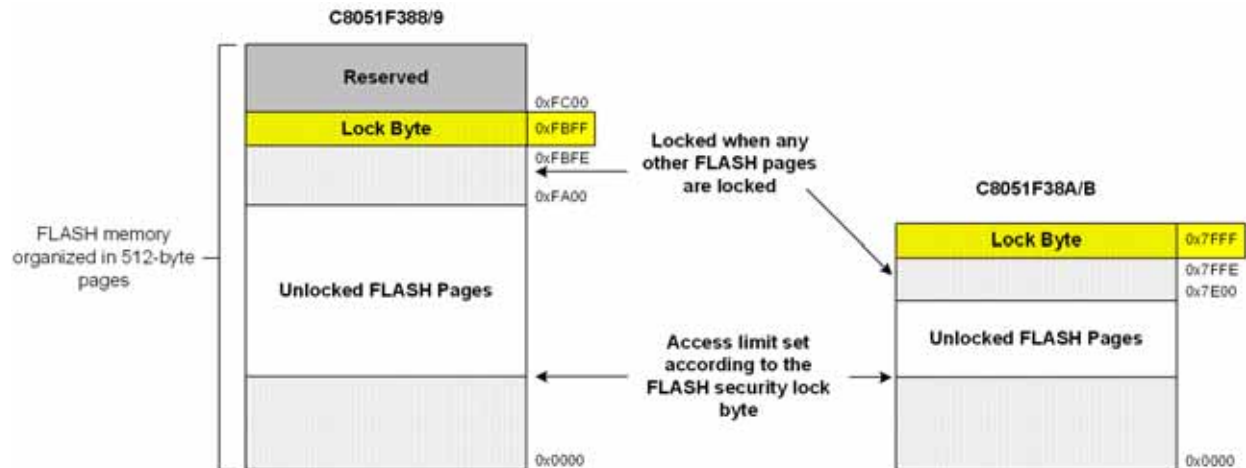 C8051F388/9
Reserved
0xFC00
Lock Byte
0xFBFF
0xFBFE
0xFA00
FLASH memory
organized in 512-byte
pages
Unlocked FLASH Pages
0x0000
Locked when any
other FLASH pages
are locked
Access limit set
according to the
FLASH security lock
byte
C8051F38A/B
Lock Byte
0x7FFF
0x7FFE
0x7E00
Unlocked FLASH Pages
0x0000